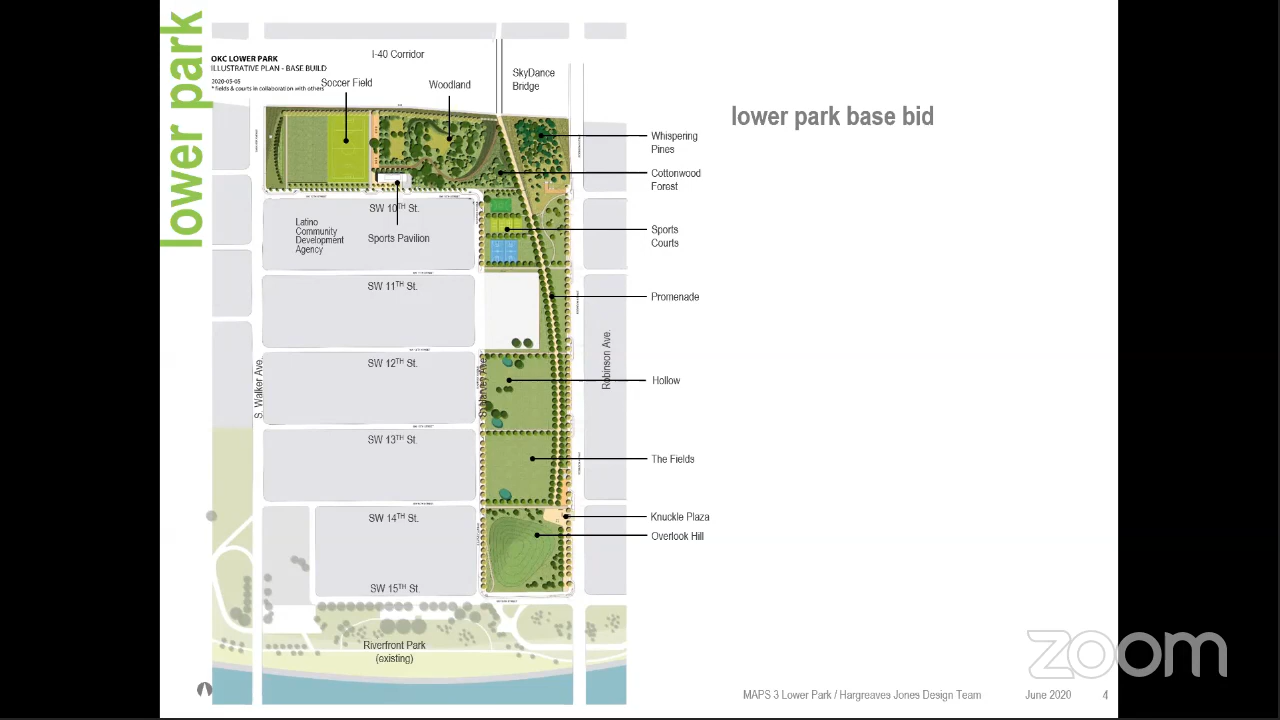 lower park
OKC LOWER PARK
ILLUSTRATIVE PLAN - BASE BUILD
2020-05-05
* fields & courts in collaboration with others
I-40 Corridor
Soccer Field
Woodland
SkyDance
Bridge
lower park base bid
Whispering
Pines
Cottonwood
Forest
SW 10TH St.
Latino
Community
Development
Agency
Sports Pavilion
Sports
Courts
SW 11TH St.
Promenade
Robinson Ave.
SW 12TH St.
S. Walker Ave.
S. Harvey Ave.
Hollow
SW 13TH St.
The Fields
SW 14TH St.
Knuckle Plaza
Overlook Hill
SW 15TH St.
Riverfront Park
(existing)
zoom
MAPS 3 Lower Park / Hargreaves Jones Design Team
June 2020
4